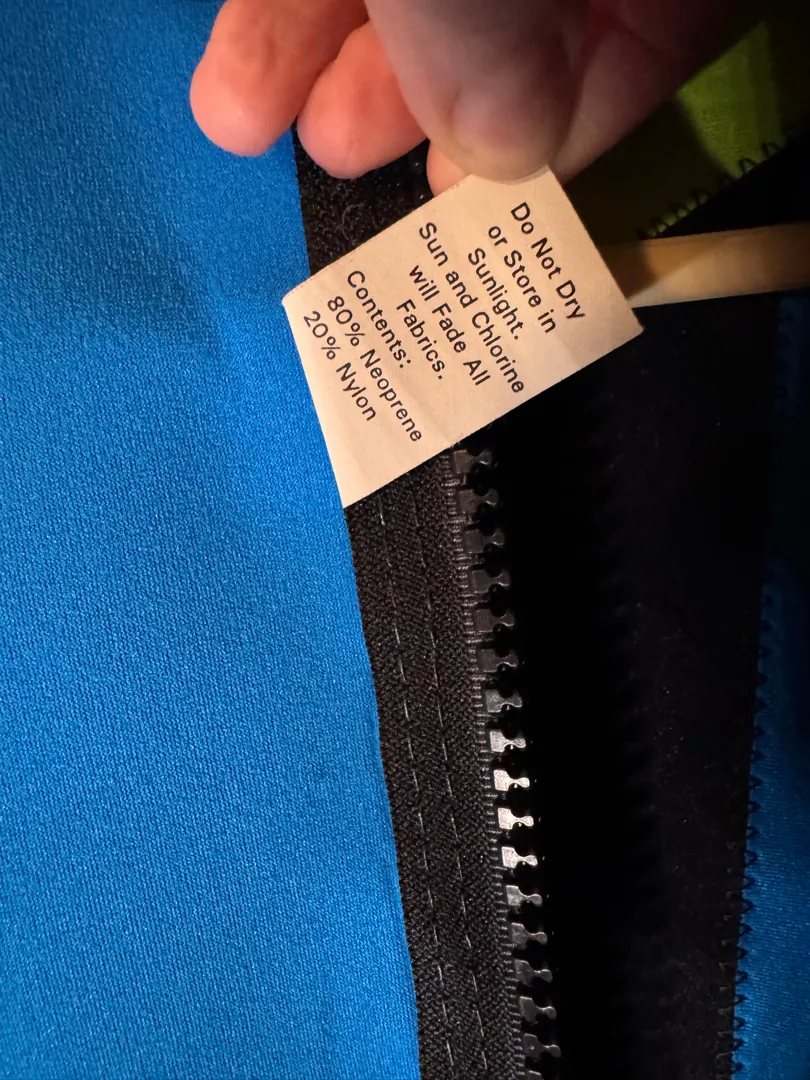 Do Not Dry
or Store in
Sunlight.
Sun and Chlorine
will Fade All
Fabrics.
Contents:
80% Neoprene
20% Nylon